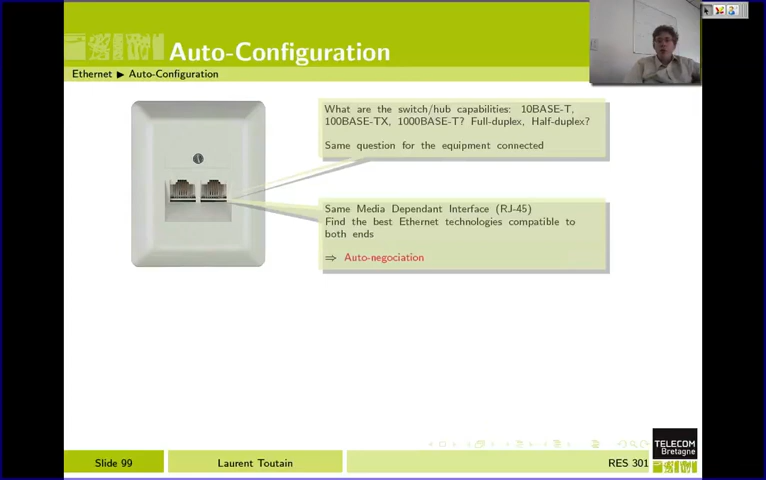 Auto-Configuration
Ethernet ▶ Auto-Configuration
What are the switch/hub capabilities: 10BASE-T,
100BASE-TX, 1000BASE-T? Full-duplex, Half-duplex?
Same question for the equipment connected
Same Media Dependant Interface (RJ-45)
Find the best Ethernet technologies compatible to
both ends
⇒ Auto-negociation
TELECOM
Bretagne
Slide 99
Laurent Toutain
RES 301